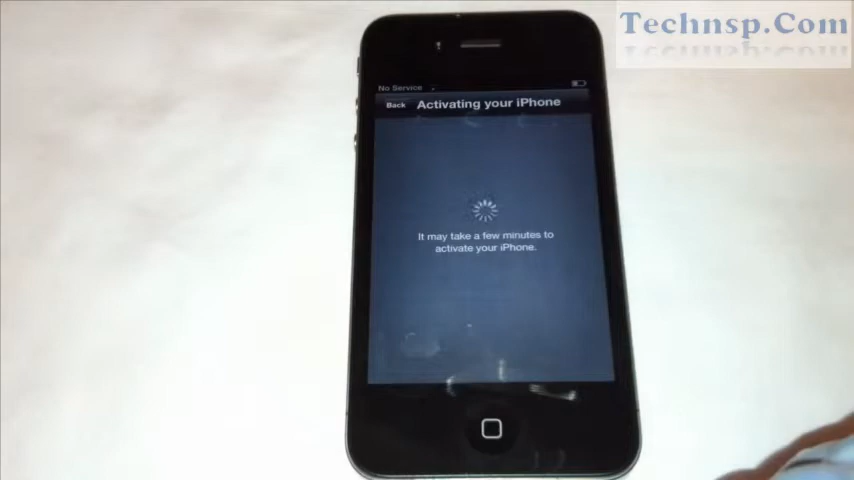 Technsp.Com
No Service
Back
Activating your iPhone
It may take a few minutes to
activate your iPhone.